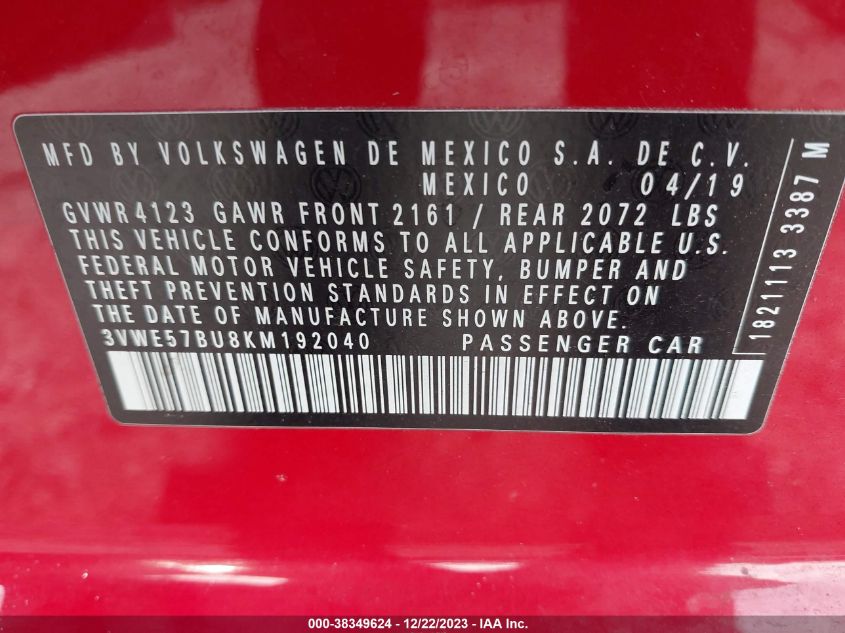 MFD BY VOLKSWAGEN DE MEXICO S.A. DE C.V.
MEXICO 04/19
GVWR 4123 GAWR FRONT 2161 / REAR 2072 LBS
THIS VEHICLE CONFORMS TO ALL APPLICABLE U.S.
FEDERAL MOTOR VEHICLE SAFETY, BUMPER AND
THEFT PREVENTION STANDARDS IN EFFECT ON
THE DATE OF MANUFACTURE SHOWN ABOVE.
3VWE57BU8KM192040 PASSENGER CAR
1821113 3387 M
000-38349624 - 12/22/2023 - IAA Inc.